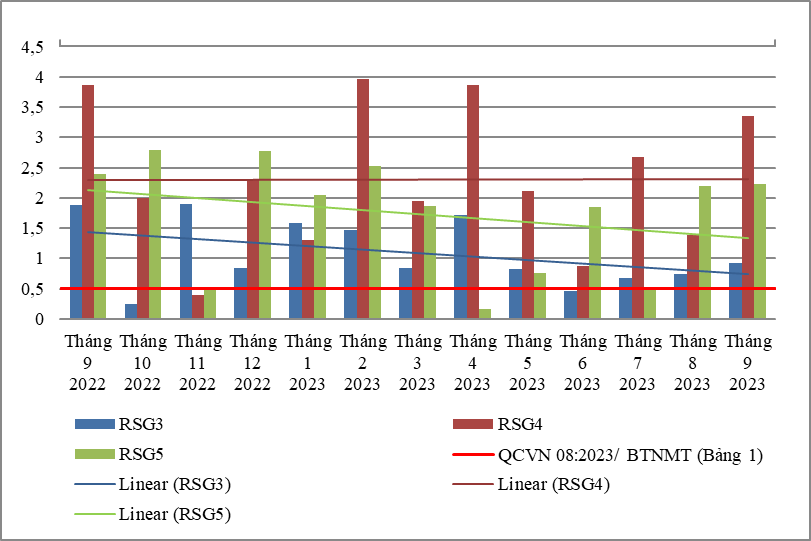 4,5
4
3,5
3
2,5
2
1,5
1
0,5
0
Tháng Tháng Tháng Tháng Tháng Tháng Tháng Tháng Tháng Tháng Tháng Tháng Tháng
9 10 11 12 1 2 3 4 5 6 7 8 9
2022 2022 2022 2022 2023 2023 2023 2023 2023 2023 2023 2023 2023
RSG3 RSG4
RSG5 QCVN 08:2023/ BTNMT (Bảng 1)
Linear (RSG3) Linear (RSG4)
Linear (RSG5)